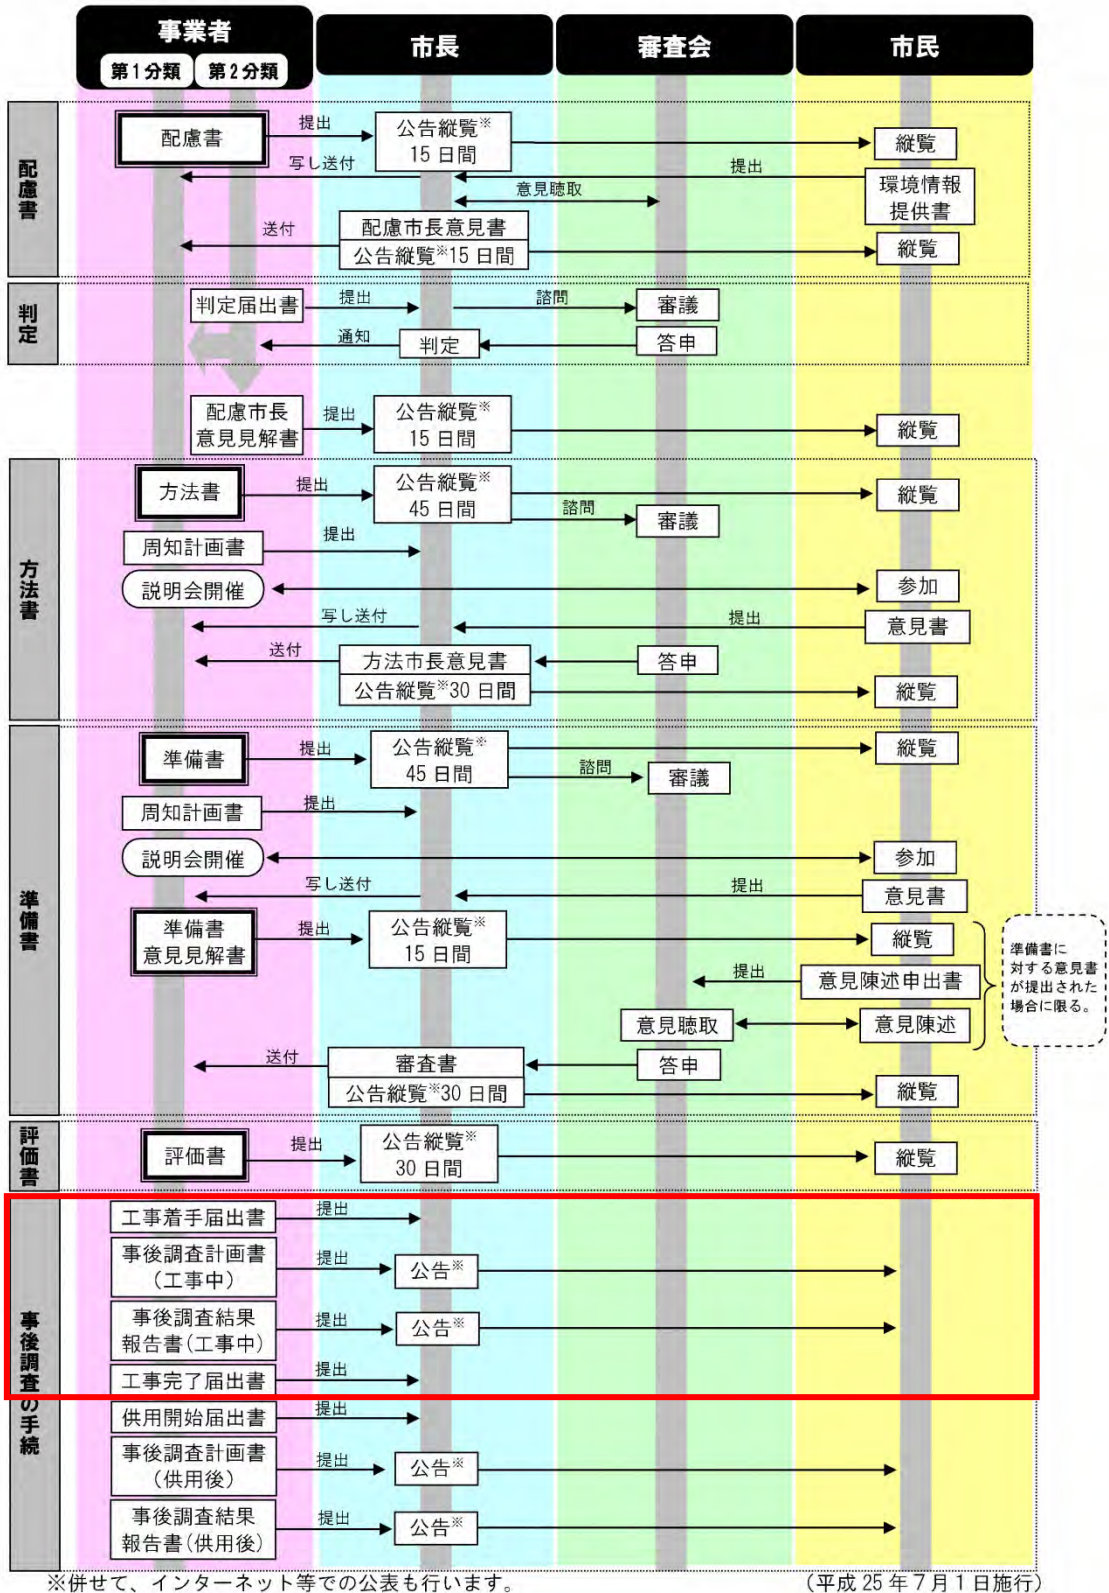 事業者
第1分類 第2分類
市長
審査会
市民
配慮書
配慮書
提出
公告縦覧※
15日間
縦覧
写し送付
提出
環境情報
提供書
意見聴取
配慮市長意見書
公告縦覧※15日間
送付
縦覧
判定
判定届出書
提出
諮問
審議
通知
判定
答申
配慮市長
意見見解書
提出
公告縦覧※
15日間
縦覧
方法書
方法書
提出
公告縦覧※
45日間
縦覧
諮問
審議
周知計画書
提出
説明会開催
参加
写し送付
提出
意見書
送付
方法市長意見書
公告縦覧※30日間
答申
縦覧
準備書
準備書
提出
公告縦覧※
45日間
縦覧
諮問
審議
周知計画書
提出
説明会開催
参加
写し送付
提出
意見書
準備書
意見見解書
提出
公告縦覧※
15日間
縦覧
提出
意見陳述申出書
意見聴取
意見陳述
準備書に
対する意見書
が提出された
場合に限る。
送付
審査書
公告縦覧※30日間
答申
縦覧
評価書
評価書
提出
公告縦覧※
30日間
縦覧
事後調査の手続
工事着手届出書
提出
事後調査計画書
(工事中)
提出
公告※
事後調査結果
報告書(工事中)
提出
公告※
工事完了届出書
提出
供用開始届出書
提出
事後調査計画書
(供用後)
提出
公告※
事後調査結果
報告書(供用後)
提出
公告※
※併せて、インターネット等での公表も行います。
(平成25年7月1日施行)